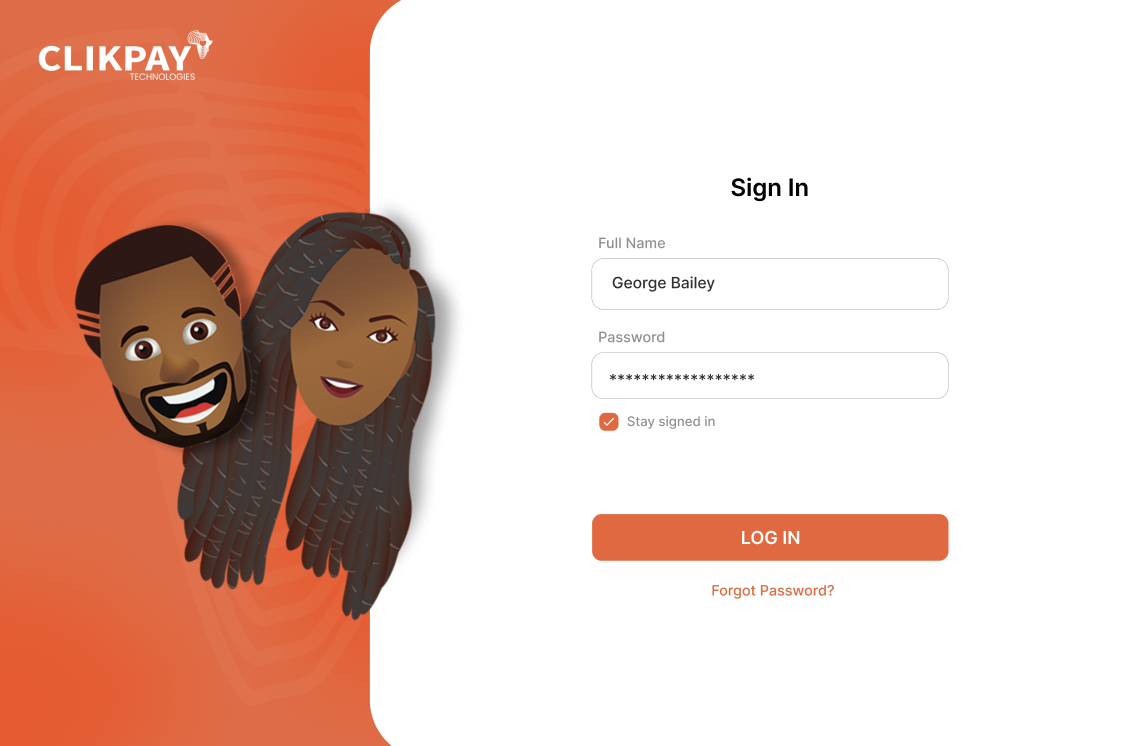 CLIKPAY
TECHNOLOGIES
Sign In
Full Name
George Bailey
Password
******************
Stay signed in
LOG IN
Forgot Password?